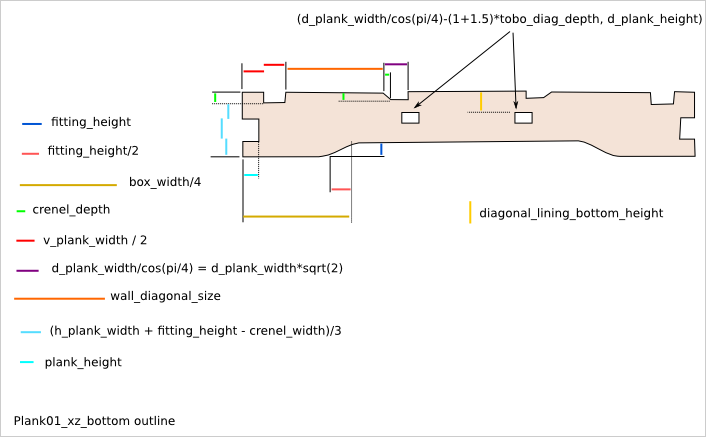 (d_plank_width/cos(pi/4)-(1+1.5)*tobo_diag_depth, d_plank_height)
fitting_height
fitting_height/2
box_width/4
crenel_depth
diagonal_lining_bottom_height
v_plank_width / 2
d_plank_width/cos(pi/4) = d_plank_width*sqrt(2)
wall_diagonal_size
(h_plank_width + fitting_height - crenel_width)/3
plank_height
Plank01_xz_bottom outline